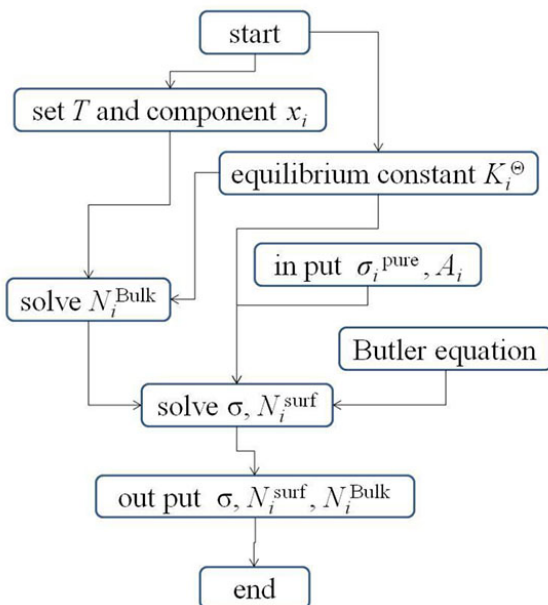 start
set T and component xᵢ
equilibrium constant Kᵢ^Θ
in put σᵢ^pure, Aᵢ
solve Nᵢ^Bulk
Butler equation
solve σ, Nᵢ^surf
out put σ, Nᵢ^surf, Nᵢ^Bulk
end